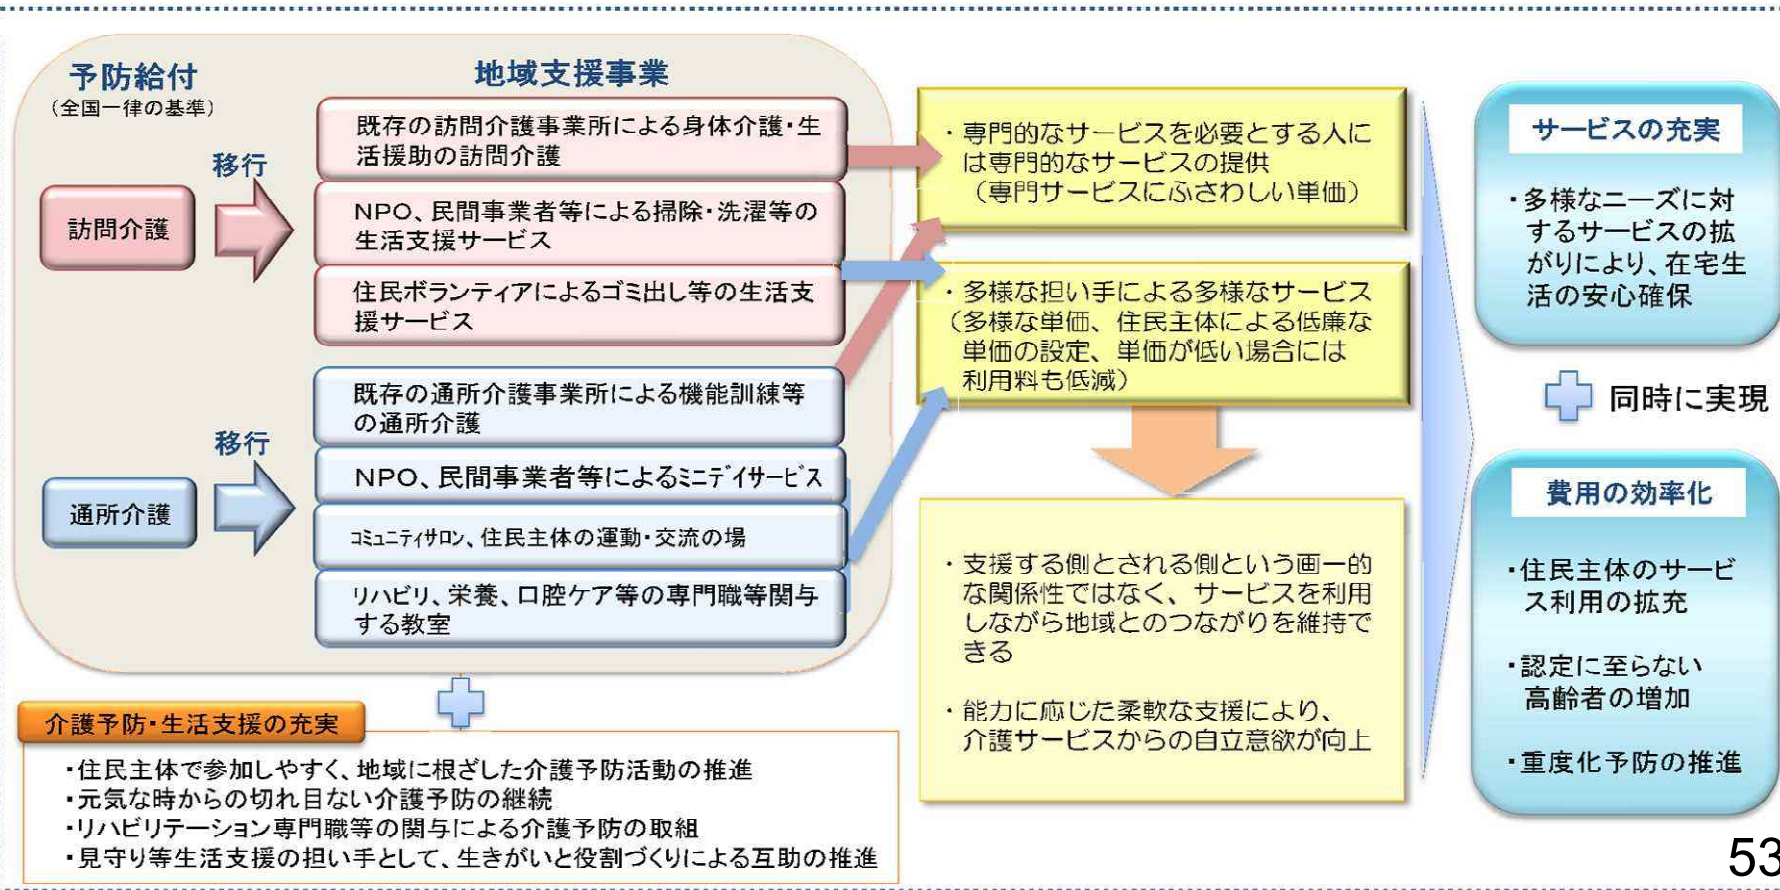 予防給付
（全国一律の基準）
地域支援事業
移行
訪問介護
既存の訪問介護事業所による身体介護・生
活援助の訪問介護
NPO、民間事業者等による掃除・洗濯等の
生活支援サービス
住民ボランティアによるゴミ出し等の生活支
援サービス
移行
通所介護
既存の通所介護事業所による機能訓練等
の通所介護
NPO、民間事業者等によるﾐﾆﾃﾞｲｻｰﾋﾞｽ
ｺﾐｭﾆﾃｨｻﾛﾝ、住民主体の運動・交流の場
リハビリ、栄養、口腔ケア等の専門職等関与
する教室
介護予防・生活支援の充実
・住民主体で参加しやすく、地域に根ざした介護予防活動の推進
・元気な時からの切れ目ない介護予防の継続
・リハビリテーション専門職等の関与による介護予防の取組
・見守り等生活支援の担い手として、生きがいと役割づくりによる互助の推進
・専門的なサービスを必要とする人に
は専門的なサービスの提供
（専門サービスにふさわしい単価）
・多様な担い手による多様なサービス
（多様な単価、住民主体による低廉な
単価の設定、単価が低い場合には
利用料も低減）
・支援する側とされる側という画一的
な関係性ではなく、サービスを利用
しながら地域とのつながりを維持で
きる
・能力に応じた柔軟な支援により、
介護サービスからの自立意欲が向上
サービスの充実
・多様なニーズに対
するサービスの拡
がりにより、在宅生
活の安心確保
同時に実現
費用の効率化
・住民主体のサービ
ス利用の拡充
・認定に至らない
高齢者の増加
・重度化予防の推進
53